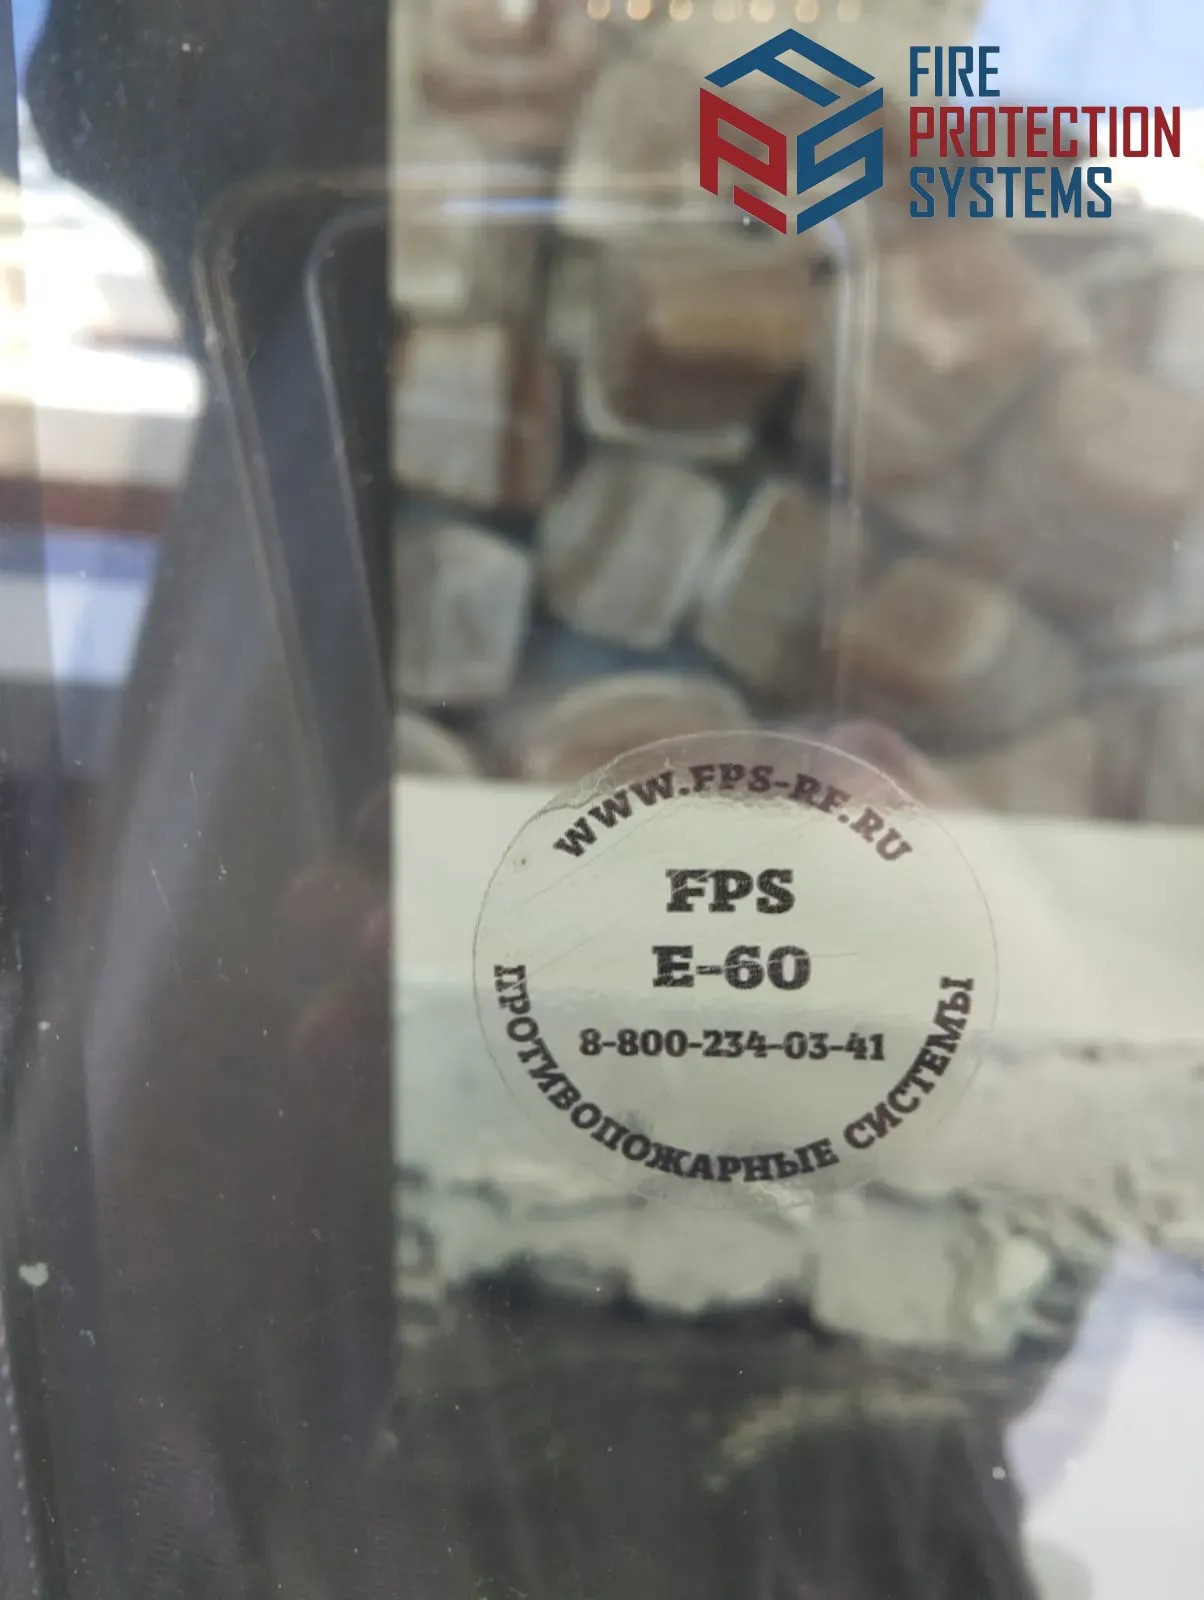 FIRE
PROTECTION
SYSTEMS
WWW.FPS-RF.RU
FPS
E-60
8-800-234-03-41
ПРОТИВОПОЖАРНЫЕ СИСТЕМЫ